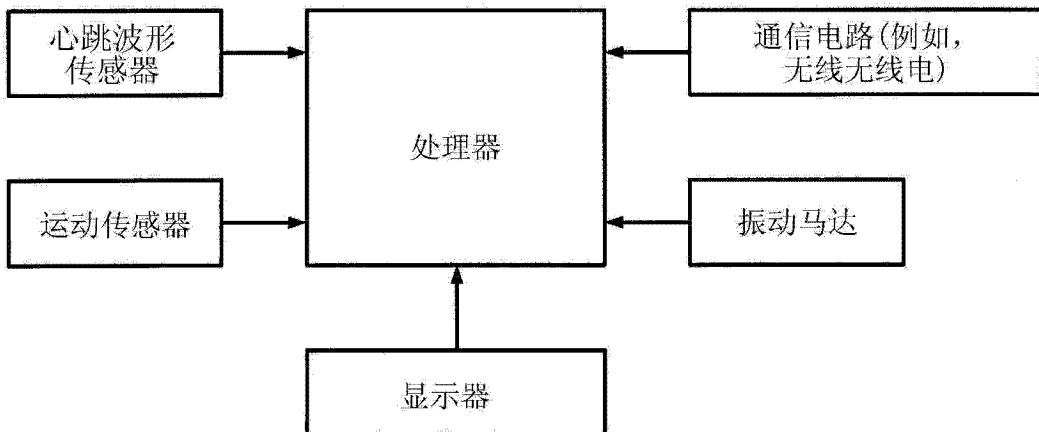 心跳波形
传感器
通信电路(例如，
无线无线电)
处理器
运动传感器
振动马达
显示器